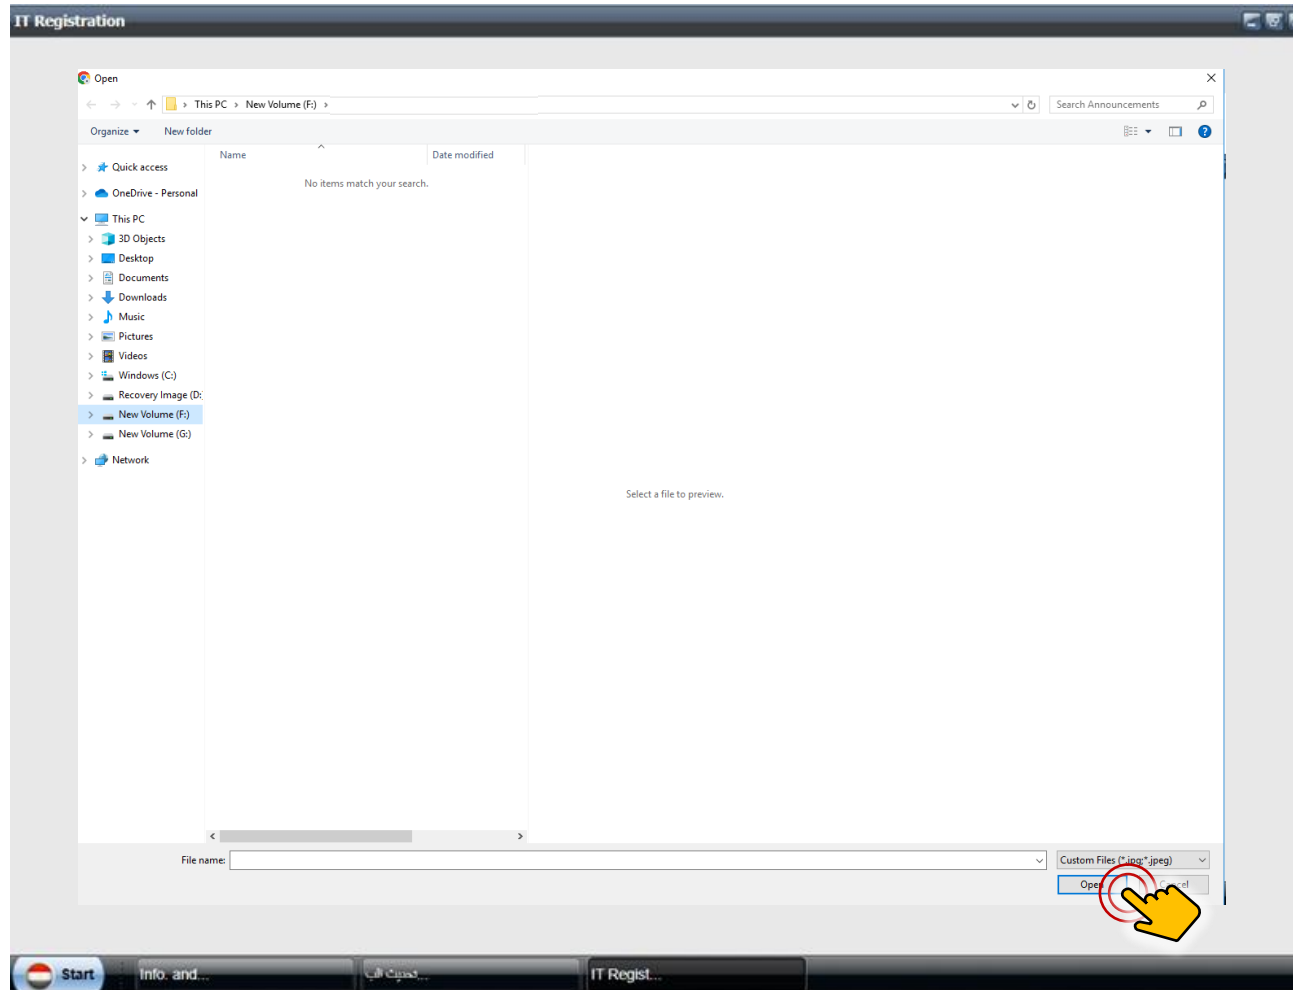 IT Registration
Open
This PC › New Volume (F:) ›
Search Announcements
Organize
New folder
Name
Date modified
No items match your search.
Quick access
OneDrive - Personal
This PC
3D Objects
Desktop
Documents
Downloads
Music
Pictures
Videos
Windows (C:)
Recovery Image (D:
New Volume (F:)
New Volume (G:)
Network
Select a file to preview.
File name:
Custom Files (*.jpg;*.jpeg)
Open
Cancel
Start
Info. and...
IT Regist...